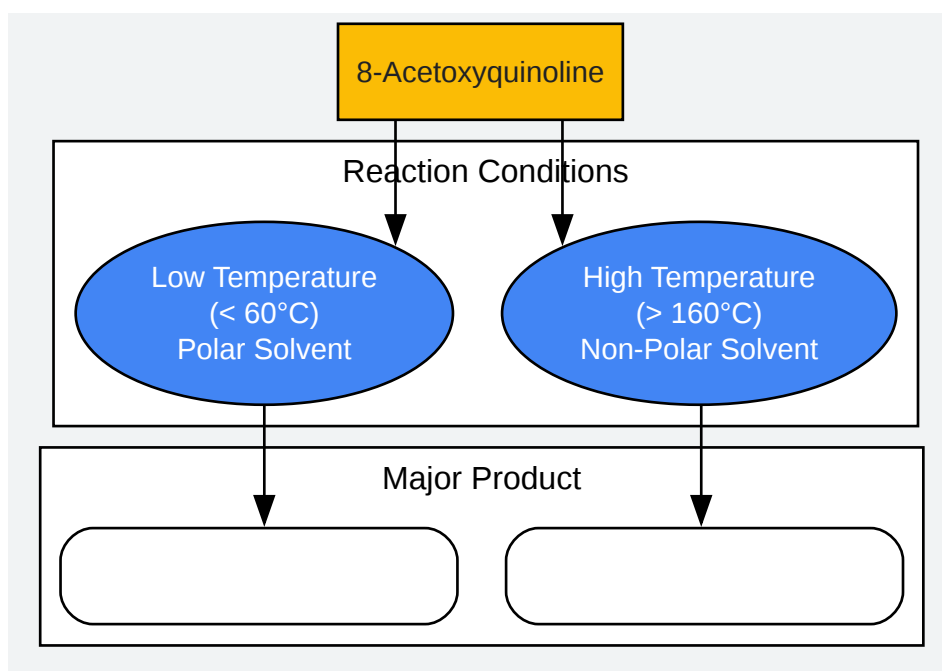 8-Acetoxyquinoline
Reaction Conditions
Low Temperature
(< 60°C)
Polar Solvent
High Temperature
(> 160°C)
Non-Polar Solvent
Major Product